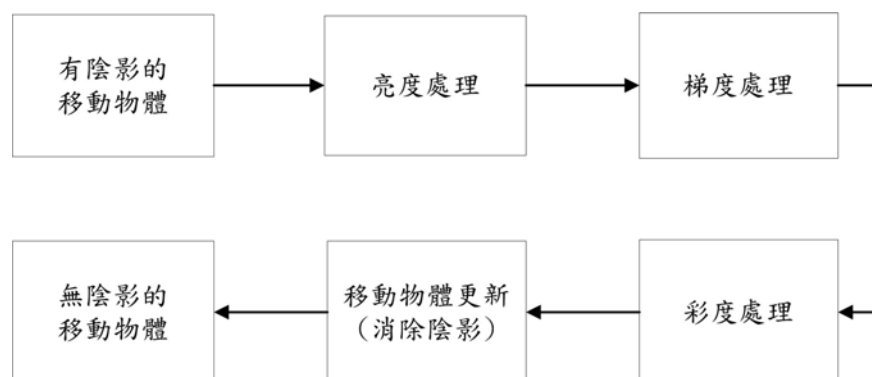 有陰影的
移動物體
亮度處理
梯度處理
彩度處理
移動物體更新
（消除陰影）
無陰影的
移動物體